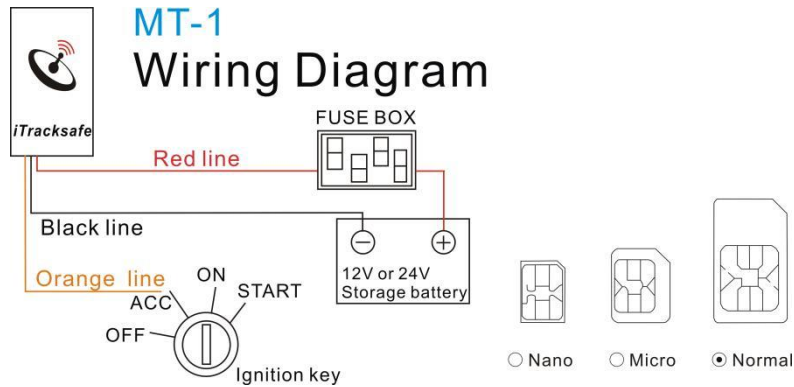 MT-1
Wiring Diagram
iTracksafe
FUSE BOX
Red line
Black line
12V or 24V
Storage battery
Orange line
ACC
ON
START
OFF
Ignition key
Nano
Micro
Normal